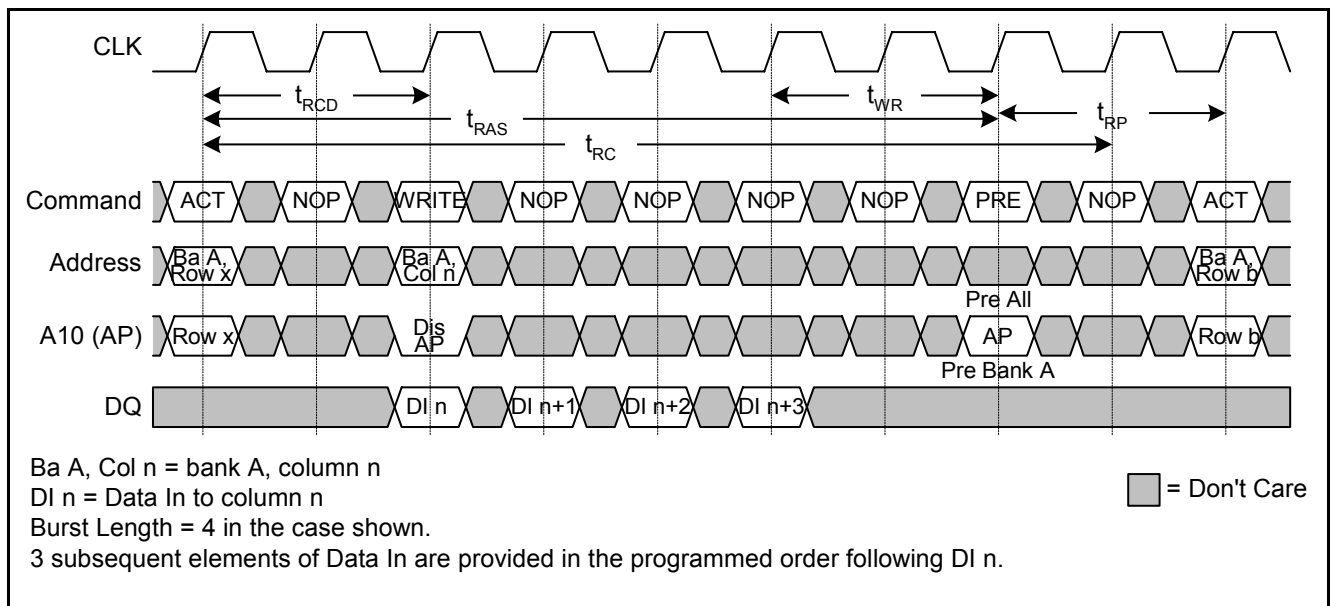 CLK
tRCD
tWR
tRAS
tRP
tRC
Command ACT NOP WRITE NOP NOP NOP NOP PRE NOP ACT
Address Ba A, Row x Ba A, Col n Ba A, Row b
Pre All
A10 (AP) Row x Dis AP AP Row b
Pre Bank A
DQ DI n DI n+1 DI n+2 DI n+3
Ba A, Col n = bank A, column n
DI n = Data In to column n
= Don't Care
Burst Length = 4 in the case shown.
3 subsequent elements of Data In are provided in the programmed order following DI n.